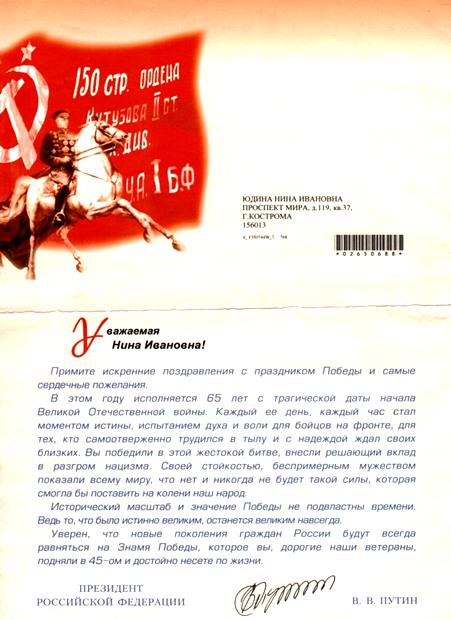 150 стр. ордена
Кутузова II ст.
див.
У.А. I Б.Ф.
ЮДИНА НИНА ИВАНОВНА
ПРОСПЕКТ МИРА, д.119, кв.37,
Г.КОСТРОМА
156013
*02650688*
Уважаемая
Нина Ивановна!
Примите искренние поздравления с праздником Победы и самые
сердечные пожелания.
В этом году исполняется 65 лет с трагической даты начала
Великой Отечественной войны. Каждый ее день, каждый час стал
моментом истины, испытанием духа и воли для бойцов на фронте, для
тех, кто самоотверженно трудился в тылу и с надеждой ждал своих
близких. Вы победили в этой жестокой битве, внесли решающий вклад
в разгром нацизма. Своей стойкостью, беспримерным мужеством
показали всему миру, что нет и никогда не будет такой силы, которая
смогла бы поставить на колени наш народ.
Исторический масштаб и значение Победы не подвластны времени.
Ведь то, что было истинно великим, останется великим навсегда.
Уверен, что новые поколения граждан России будут всегда
равняться на Знамя Победы, которое вы, дорогие наши ветераны,
подняли в 45-ом и достойно несете по жизни.
ПРЕЗИДЕНТ
РОССИЙСКОЙ ФЕДЕРАЦИИ
В. В. ПУТИН